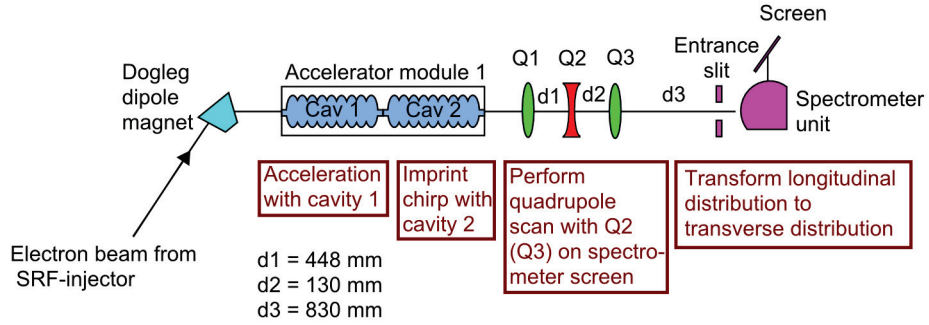 Screen
Entrance
slit
Q1 Q2 Q3
Dogleg
dipole
magnet
Accelerator module 1
d1 d2 d3
Cav 1 Cav 2
Spectrometer
unit
Acceleration
with cavity 1
Imprint
chirp with
cavity 2
Perform
quadrupole
scan with Q2
(Q3) on spectro-
meter screen
Transform longitudinal
distribution to
transverse distribution
Electron beam from
SRF-injector
d1 = 448 mm
d2 = 130 mm
d3 = 830 mm